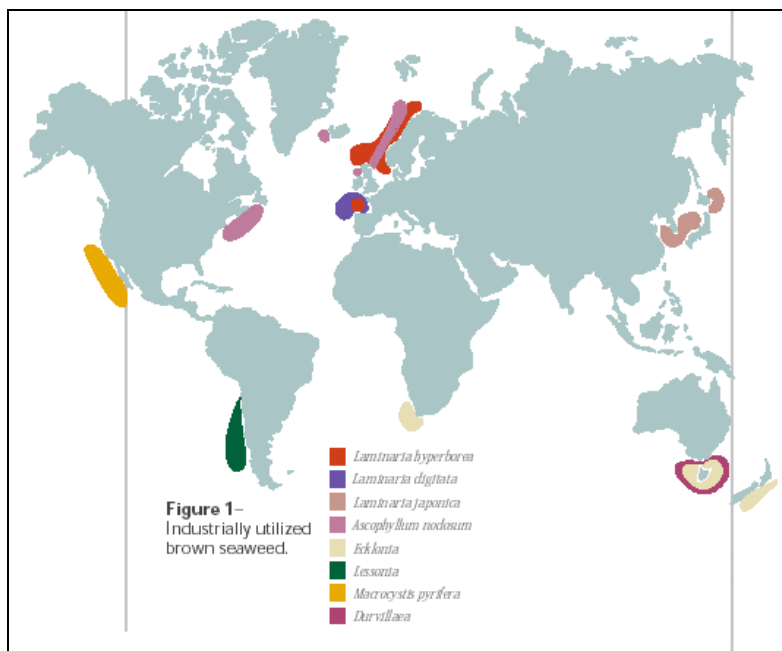 Figure 1–
Industrially utilized
brown seaweed.
Laminaria hyperborea
Laminaria digitata
Laminaria japonica
Ascophyllum nodosum
Ecklonia
Lessonia
Macrocystis pyrifera
Durvillaea